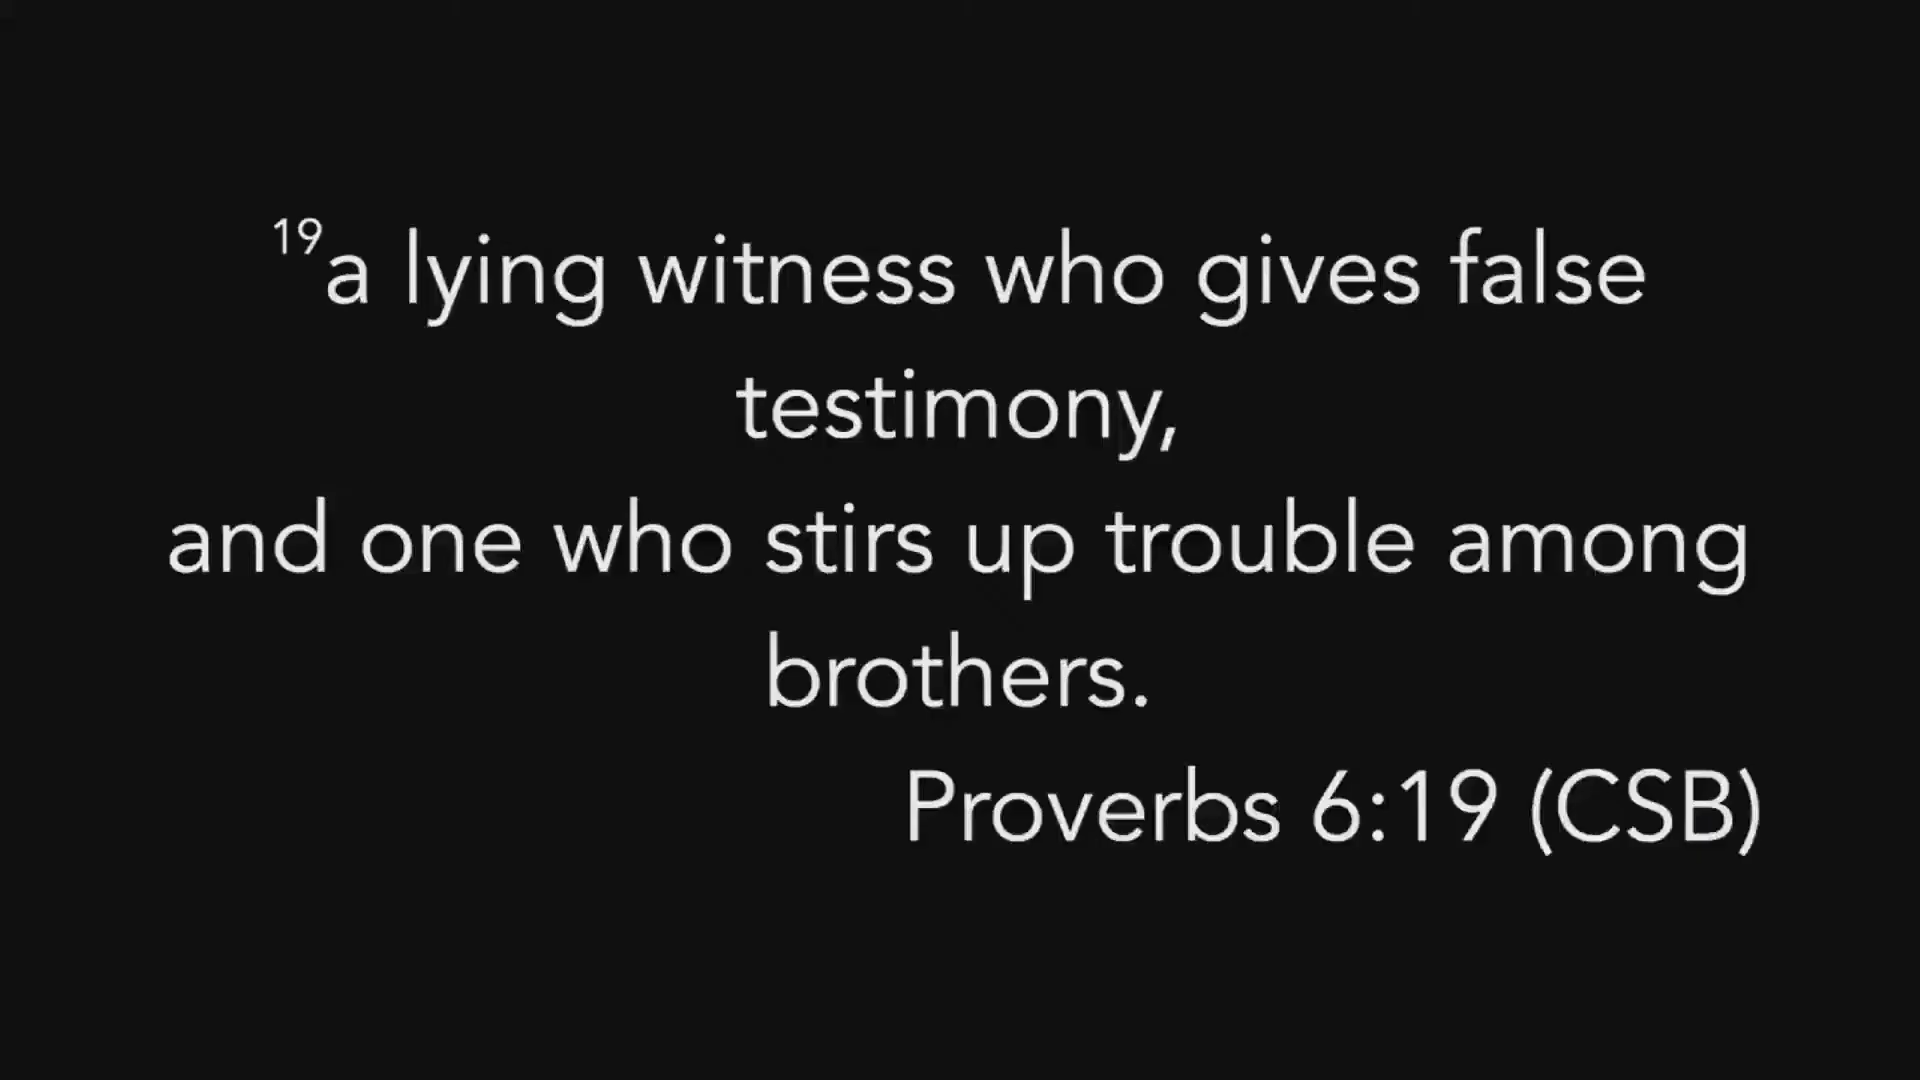 19a lying witness who gives false
testimony,
and one who stirs up trouble among
brothers.
Proverbs 6:19 (CSB)